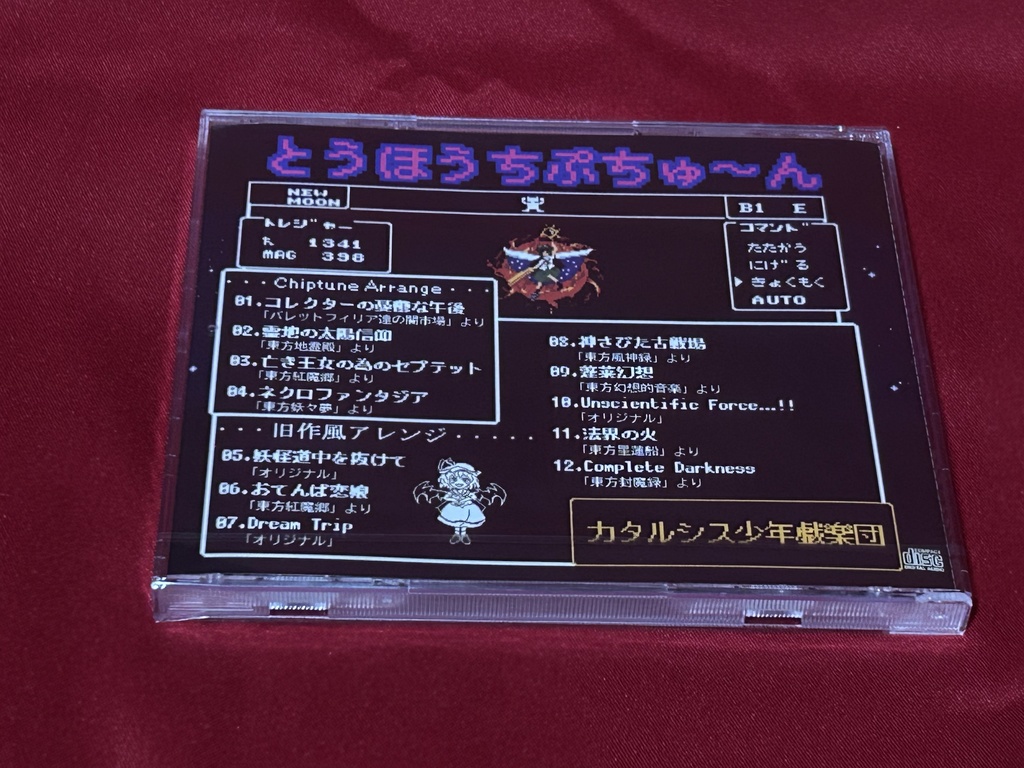 とうほうちぷちゅ～ん
NEW
MOON
B1 E
トレジャー
1341
MAG 398
コマンド
たたかう
にげる
▶きょくもく
AUTO
･･･Chiptune Arrange･･･
01.コレクターの憂鬱な午後
「バレットフィリア達の闇市場」より
02.霊地の太陽信仰
「東方地霊殿」より
03.亡き王女の為のセプテット
「東方紅魔郷」より
04.ネクロファンタジア
「東方妖々夢」より
･･･旧作風アレンジ･････
05.妖怪道中を抜けて
「オリジナル」
06.おてんば恋娘
「東方紅魔郷」より
07.Dream Trip
「オリジナル」
08.神さびた古戦場
「東方風神録」より
09.蓬莱幻想
「東方幻想的音楽」より
10.Unscientific Force...!!
「オリジナル」
11.法界の火
「東方星蓮船」より
12.Complete Darkness
「東方封魔録」より
カタルシス少年戯楽団
COMPACT
disc
DIGITAL AUDIO